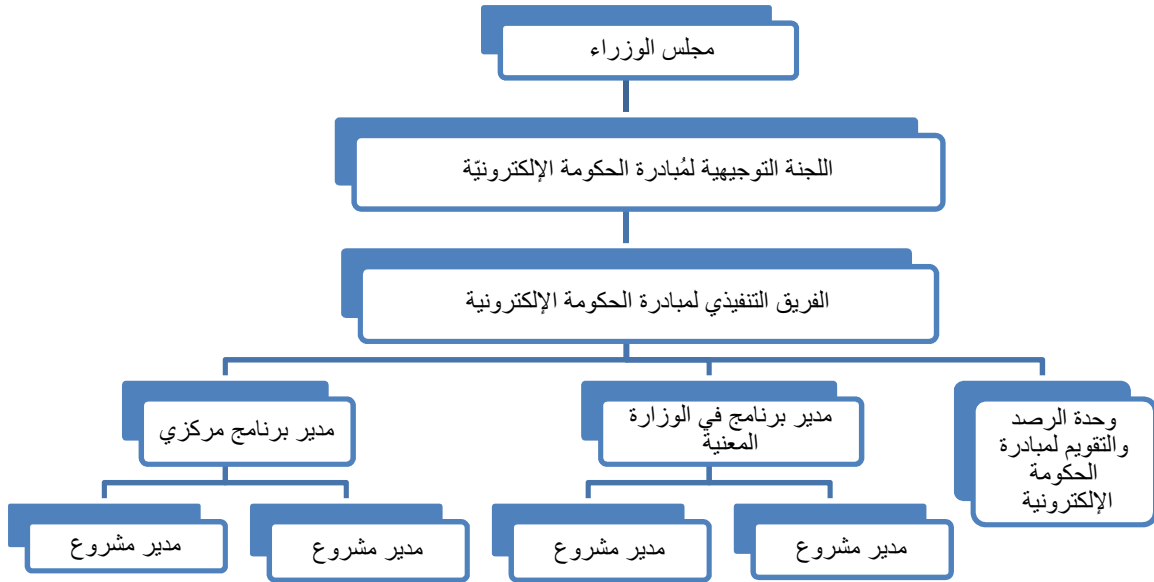 مجلس الوزراء
اللجنة التوجيهية لمُبادرة الحكومة الإلكترونيّة
الفريق التنفيذي لمبادرة الحكومة الإلكترونية
وحدة الرصد
والتقويم لمبادرة
الحكومة
الإلكترونية
مدير برنامج في الوزارة
المعنية
مدير برنامج مركزي
مدير مشروع
مدير مشروع
مدير مشروع
مدير مشروع